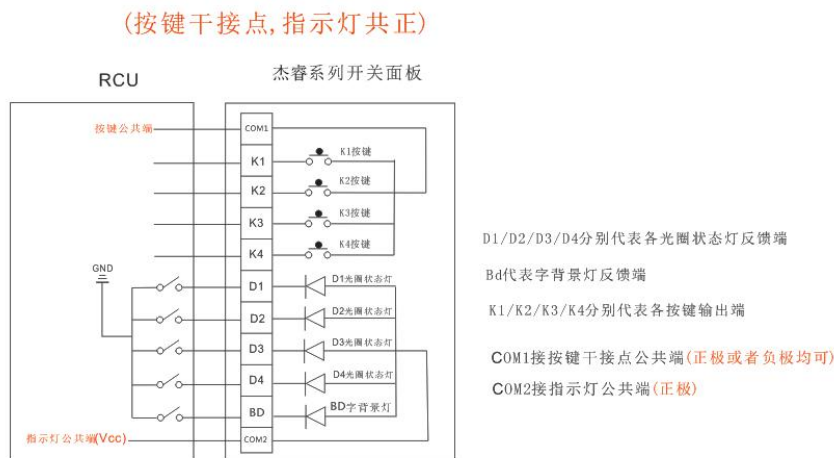 (按键干接点,指示灯共正)
RCU
杰睿系列开关面板
按键公共端
COM1
K1
K1按键
K2
K2按键
K3
K3按键
K4
K4按键
GND
D1
D1光圈状态灯
D2
D2光圈状态灯
D3
D3光圈状态灯
D4
D4光圈状态灯
BD
BD字背景灯
指示灯公共端(Vcc)
COM2
D1/D2/D3/D4分别代表各光圈状态灯反馈端
Bd代表字背景灯反馈端
K1/K2/K3/K4分别代表各按键输出端
COM1接按键干接点公共端(正极或者负极均可)
COM2接指示灯公共端(正极)